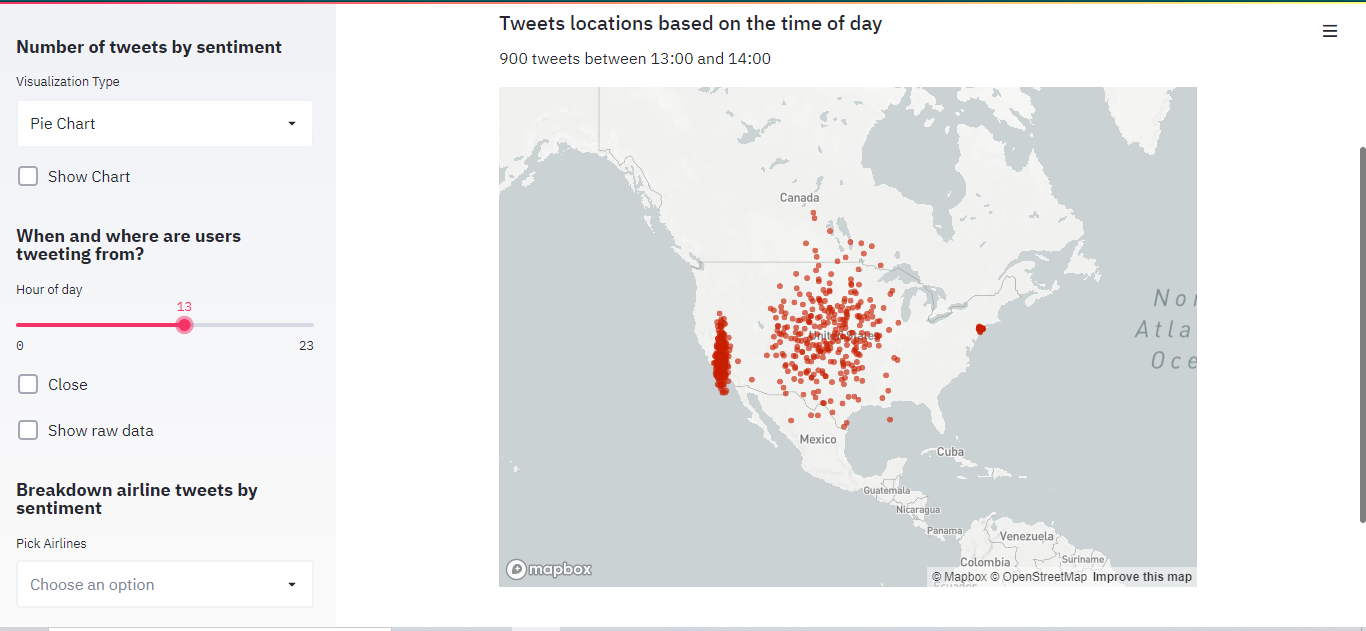 Number of tweets by sentiment
Visualization Type
Pie Chart
Show Chart
When and where are users
tweeting from?
Hour of day
13
0
23
Close
Show raw data
Breakdown airline tweets by
sentiment
Pick Airlines
Choose an option
Tweets locations based on the time of day
900 tweets between 13:00 and 14:00
Canada
United States
Nor
Atla
Oce
Mexico
Cuba
Guatemala
Nicaragua
Panama
Venezuela
Colombia
Suriname
Ecuador
mapbox
© Mapbox © OpenStreetMap Improve this map